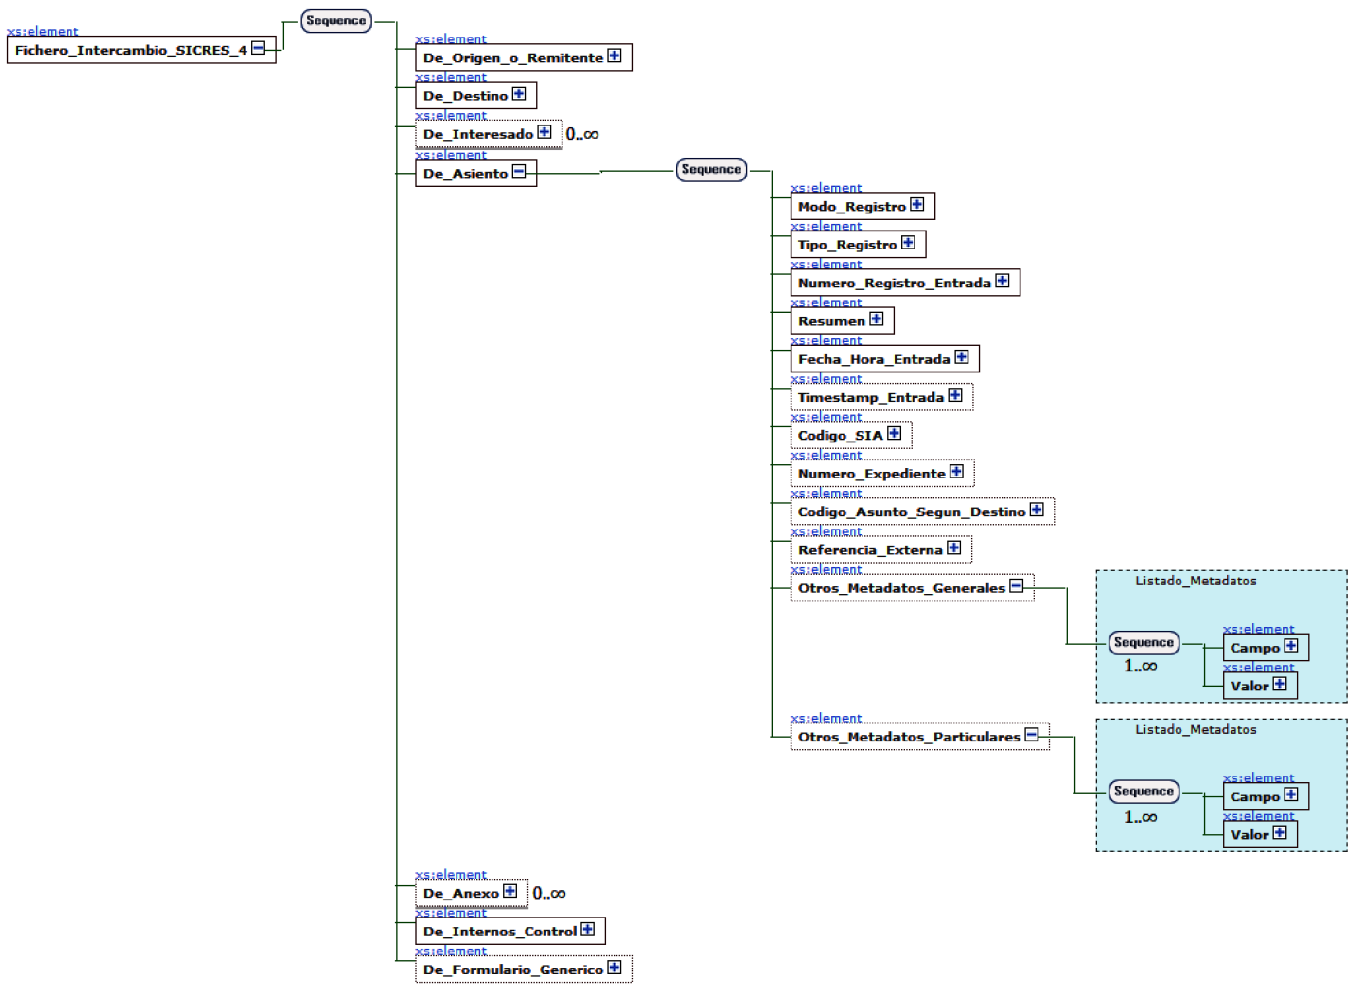 Sequence
xs:element
Fichero_Intercambio_SICRES_4
xs:element
De_Origen_o_Remitente
xs:element
De_Destino
xs:element
De_Interesado 0..∞
xs:element
De_Asiento
Sequence
xs:element
Modo_Registro
xs:element
Tipo_Registro
xs:element
Numero_Registro_Entrada
xs:element
Resumen
xs:element
Fecha_Hora_Entrada
xs:element
Timestamp_Entrada
xs:element
Codigo_SIA
xs:element
Numero_Expediente
xs:element
Codigo_Asunto_Segun_Destino
xs:element
Referencia_Externa
xs:element
Otros_Metadatos_Generales
Listado_Metadatos
Sequence
1..∞
xs:element
Campo
xs:element
Valor
xs:element
Otros_Metadatos_Particulares
Listado_Metadatos
Sequence
1..∞
xs:element
Campo
xs:element
Valor
xs:element
De_Anexo 0..∞
xs:element
De_Internos_Control
xs:element
De_Formulario_Generico